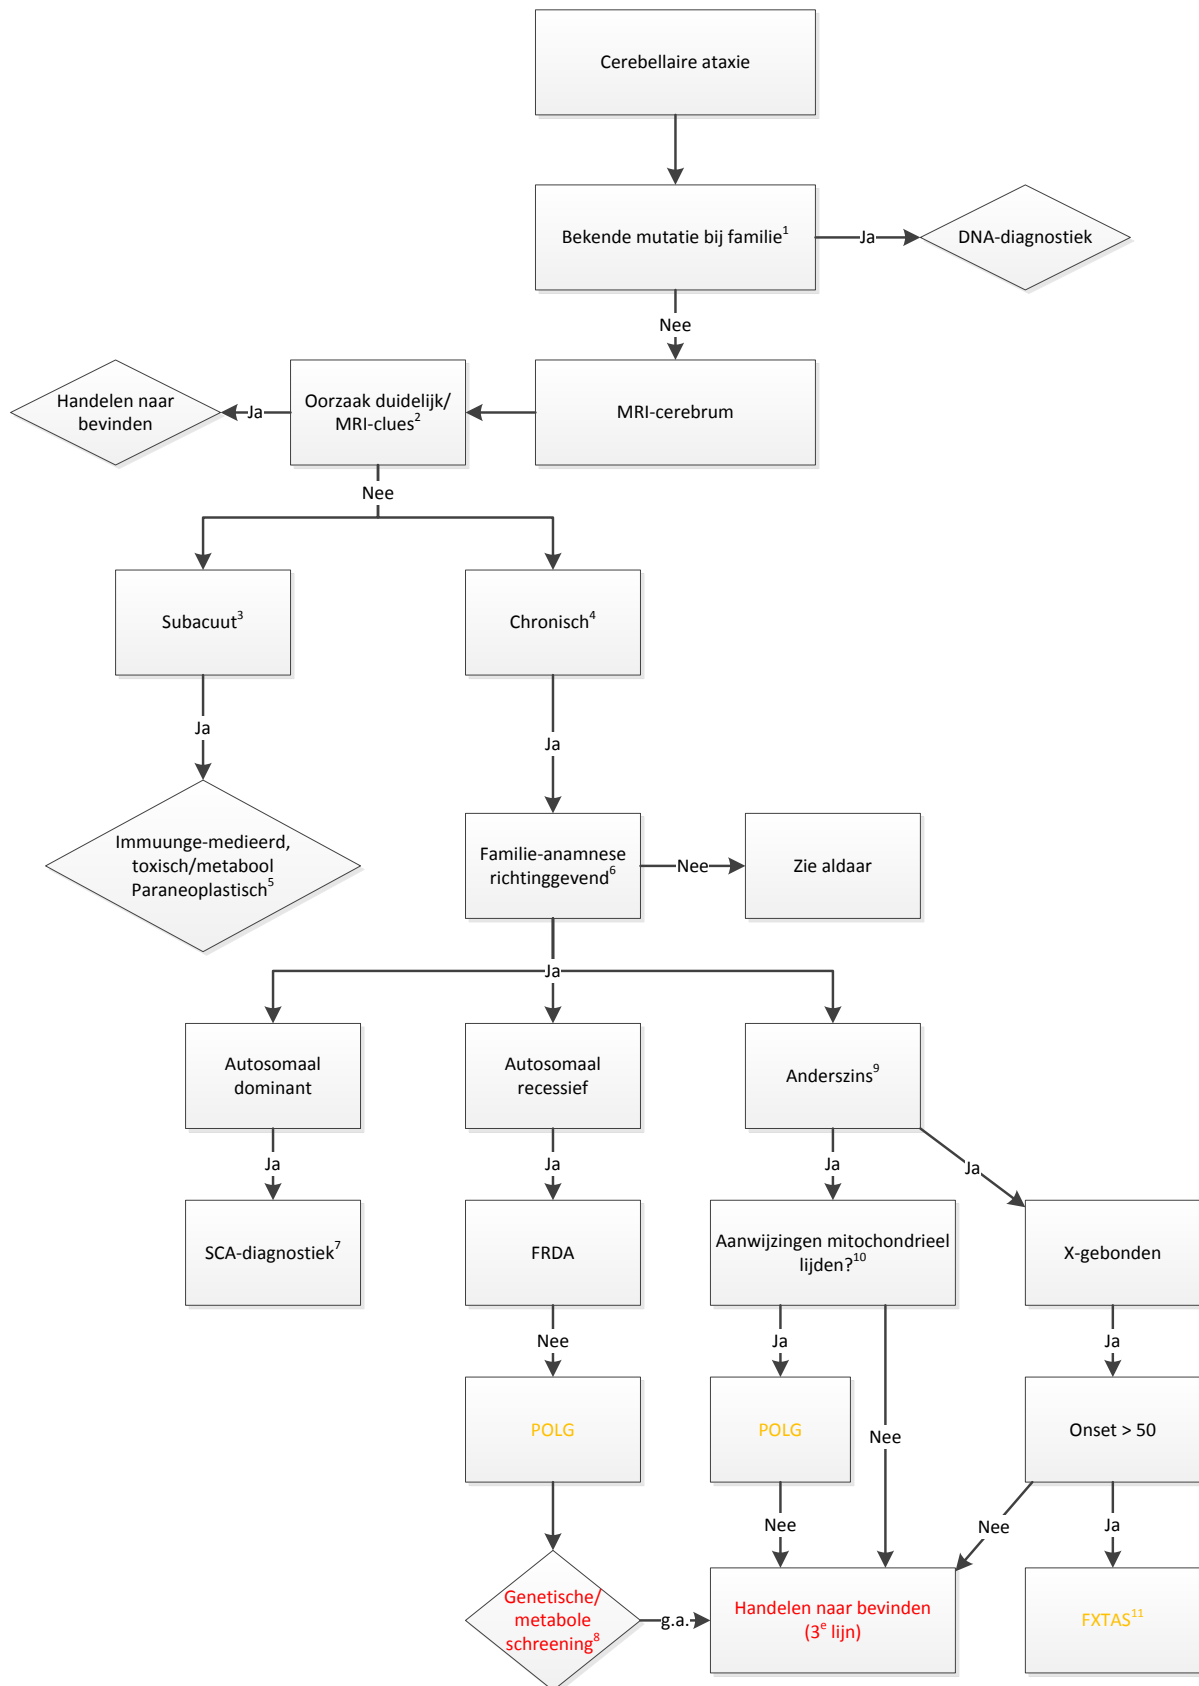 Cerebellaire ataxie
Bekende mutatie bij familie¹
Ja
DNA-diagnostiek
Nee
Handelen naar
bevinden
Ja
Oorzaak duidelijk/
MRI-clues²
MRI-cerebrum
Nee
Subacuut³
Chronisch⁴
Ja
Ja
Immuunge-medieerd,
toxisch/metabool
Paraneoplastisch⁵
Familie-anamnese
richtinggevend⁶
Nee
Zie aldaar
Ja
Autosomaal
dominant
Autosomaal
recessief
Anderszins⁹
Ja
Ja
Ja
Ja
SCA-diagnostiek⁷
FRDA
Aanwijzingen mitochondrieel
lijden?¹⁰
X-gebonden
Nee
Ja
Nee
Ja
POLG
POLG
Onset > 50
Nee
Nee
Ja
Genetische/
metabole
schreening⁸
g.a.
Handelen naar bevinden
(3ᵉ lijn)
FXTAS¹¹